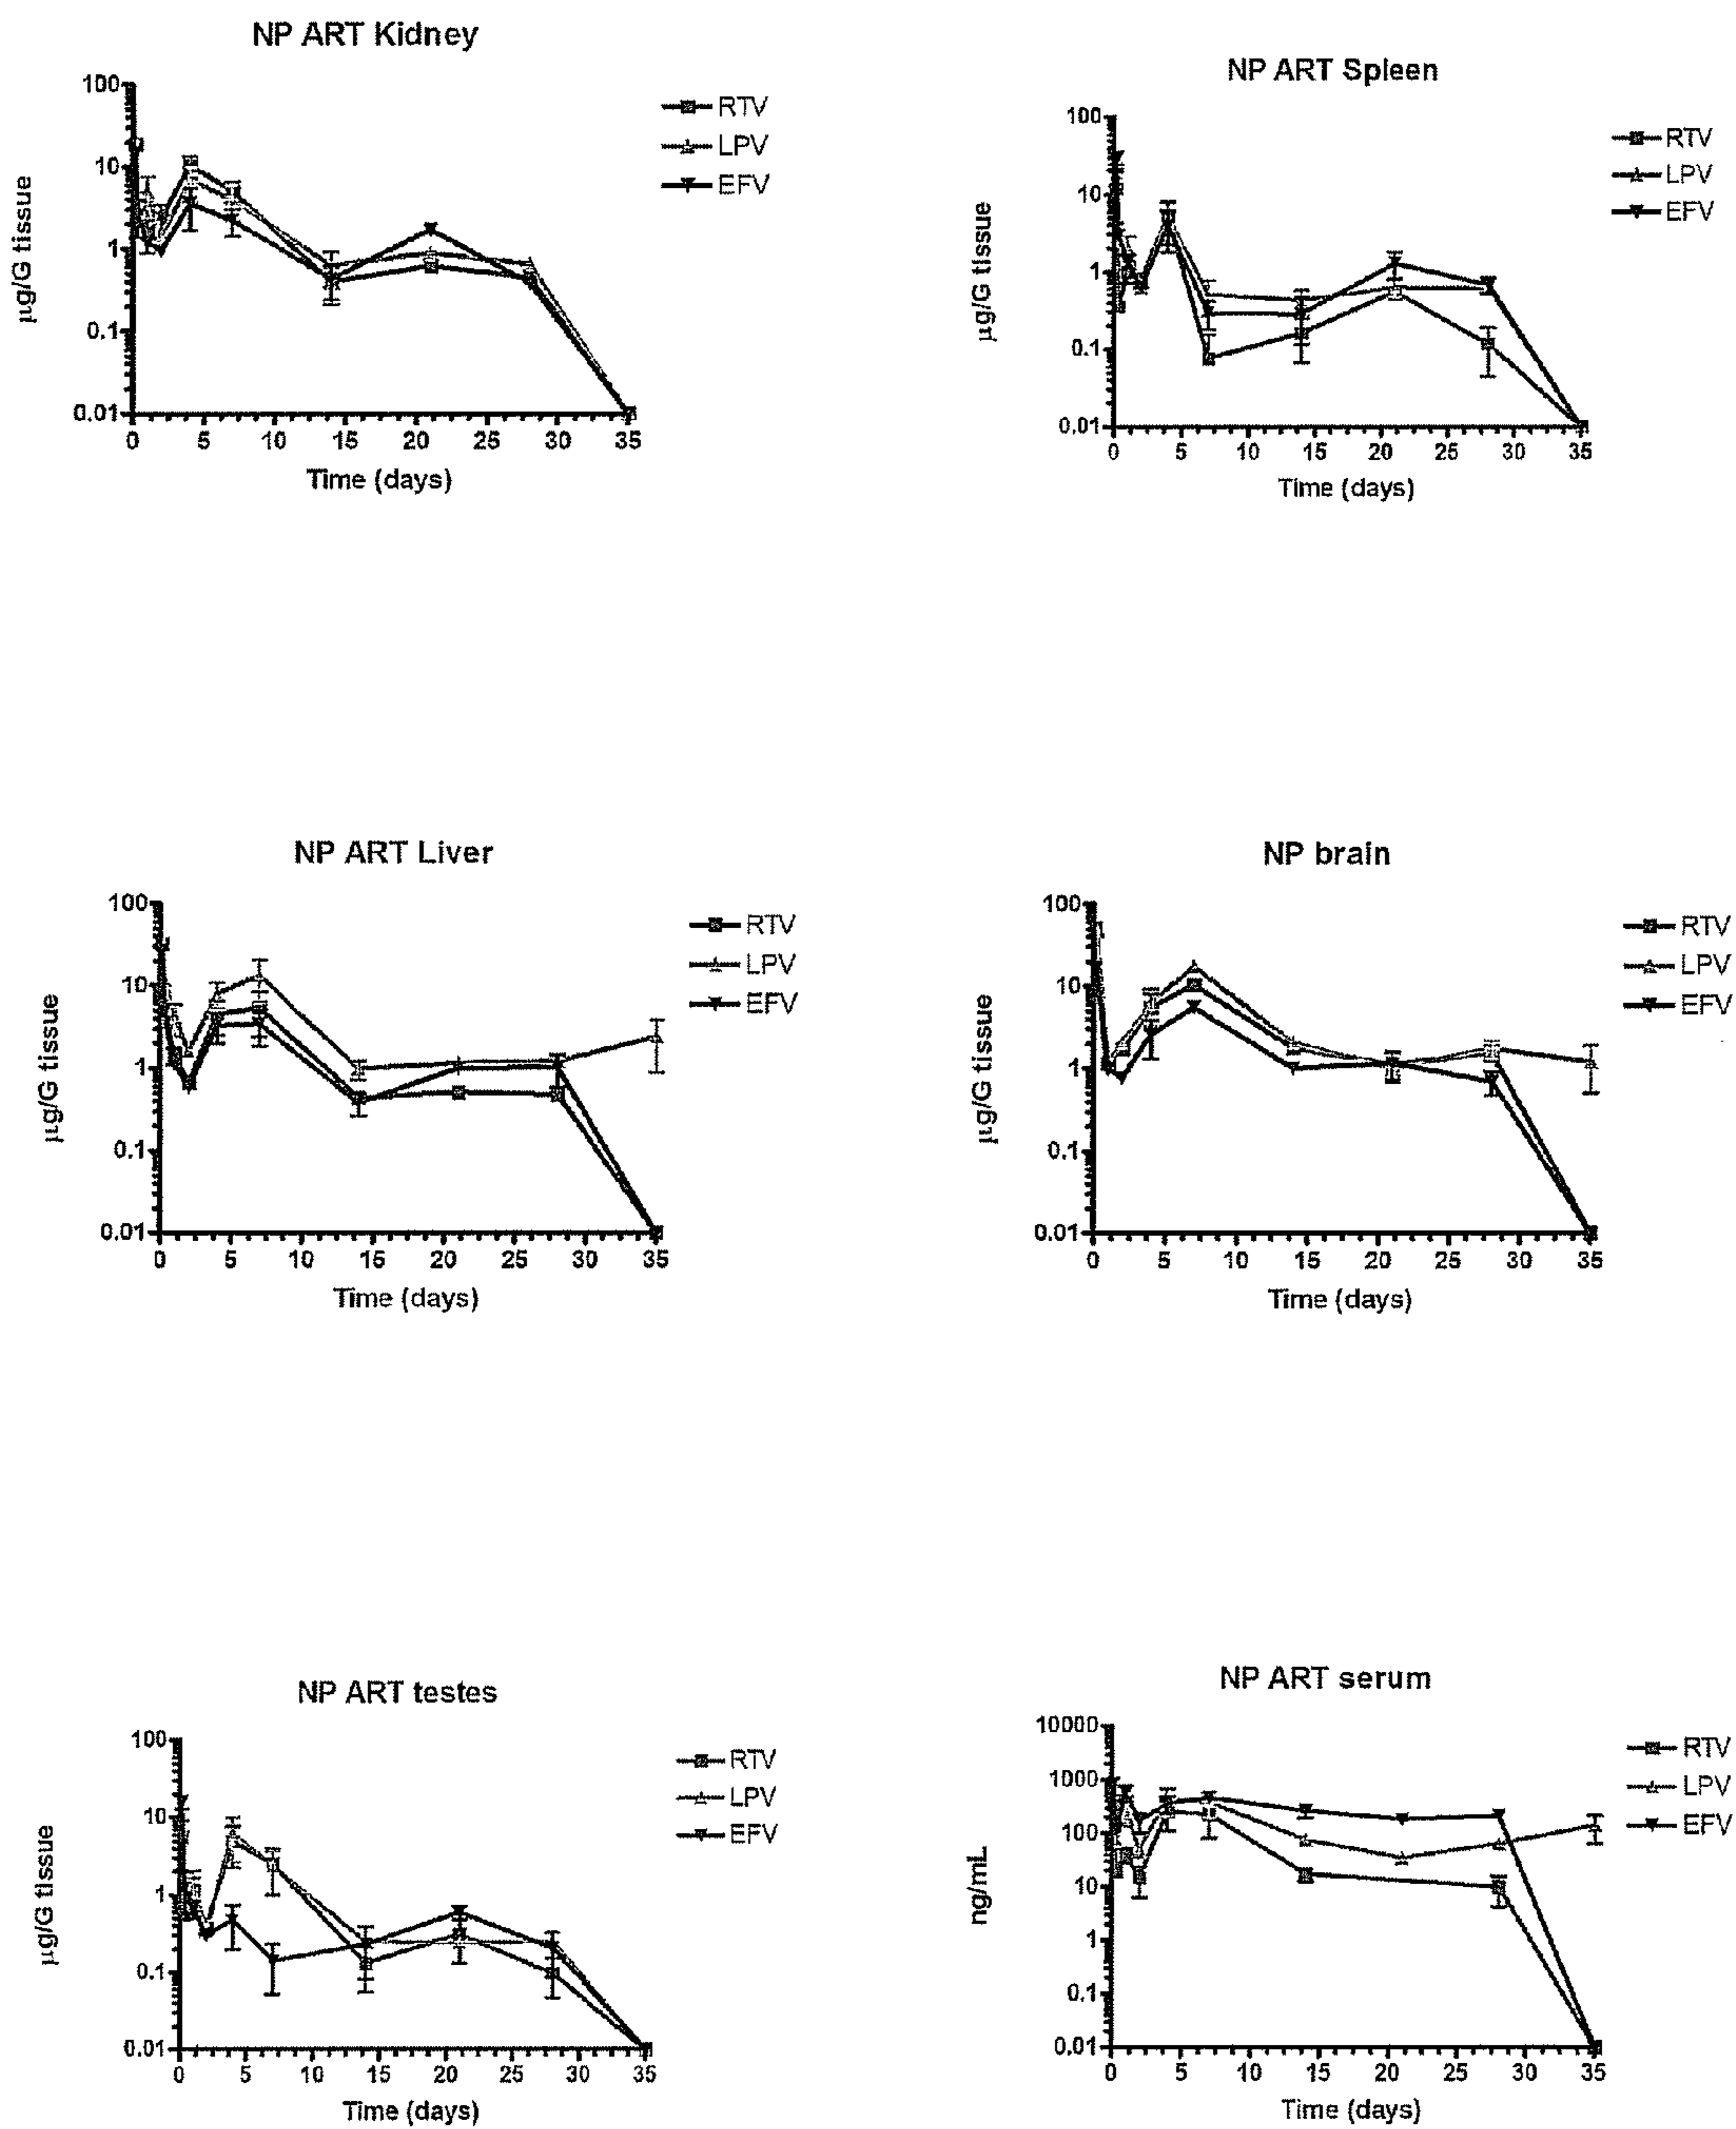 NP ART Kidney
100
10
1
0.1
0.01
µg/G tissue
0 5 10 15 20 25 30 35
Time (days)
RTV
LPV
EFV
NP ART Spleen
100
10
1
0.1
0.01
µg/G tissue
0 5 10 15 20 25 30 35
Time (days)
RTV
LPV
EFV
NP ART Liver
100
10
1
0.1
0.01
µg/G tissue
0 5 10 15 20 25 30 35
Time (days)
RTV
LPV
EFV
NP brain
100
10
1
0.1
0.01
µg/G tissue
0 5 10 15 20 25 30 35
Time (days)
RTV
LPV
EFV
NP ART testes
100
10
1
0.1
0.01
µg/G tissue
0 5 10 15 20 25 30 35
Time (days)
RTV
LPV
EFV
NP ART serum
10000
1000
100
10
1
0.1
0.01
ng/mL
0 5 10 15 20 25 30 35
Time (days)
RTV
LPV
EFV